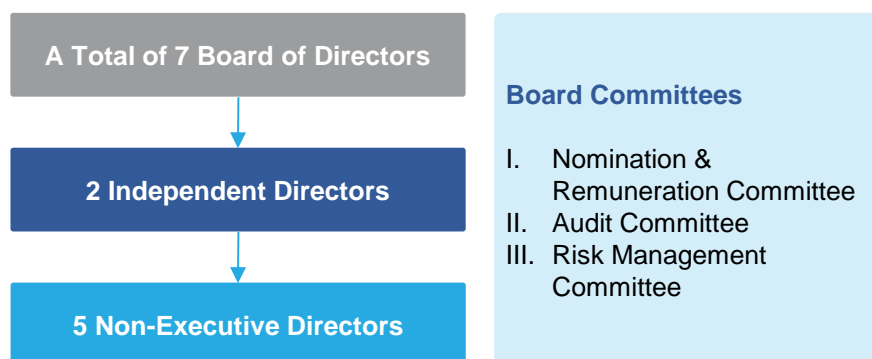 A Total of 7 Board of Directors
2 Independent Directors
5 Non-Executive Directors
Board Committees
I. Nomination &
Remuneration Committee
II. Audit Committee
III. Risk Management
Committee